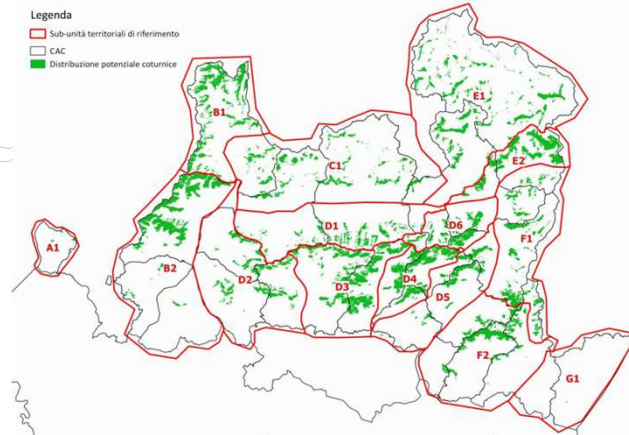 Legenda
Sub-unità territoriali di riferimento
CAC
Distribuzione potenziale coturnice
B1
E1
C1
E2
A1
D1
D6
F1
B2
D2
D3
D4
D5
F2
G1